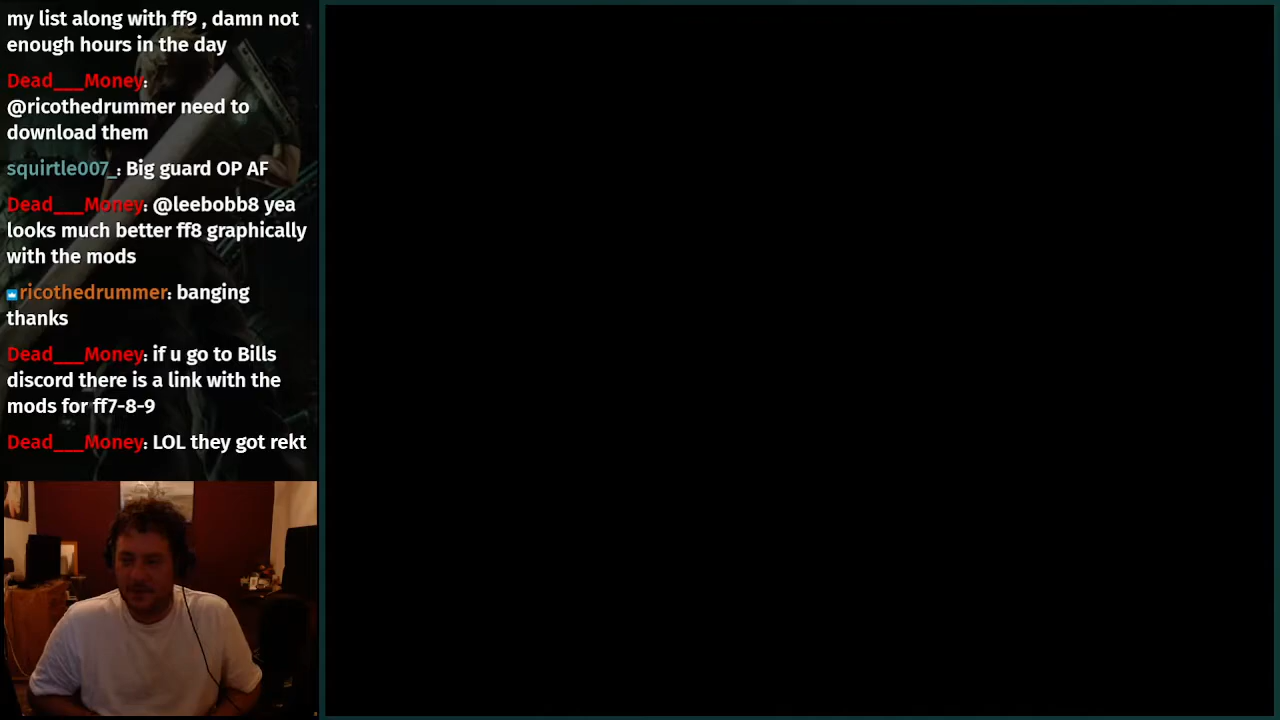 my list along with ff9 , damn not
enough hours in the day
Dead___Money:
@ricothedrummer need to
download them
squirtle007_: Big guard OP AF
Dead___Money: @leebobb8 yea
looks much better ff8 graphically
with the mods
ricothedrummer: banging
thanks
Dead___Money: if u go to Bills
discord there is a link with the
mods for ff7-8-9
Dead___Money: LOL they got rekt